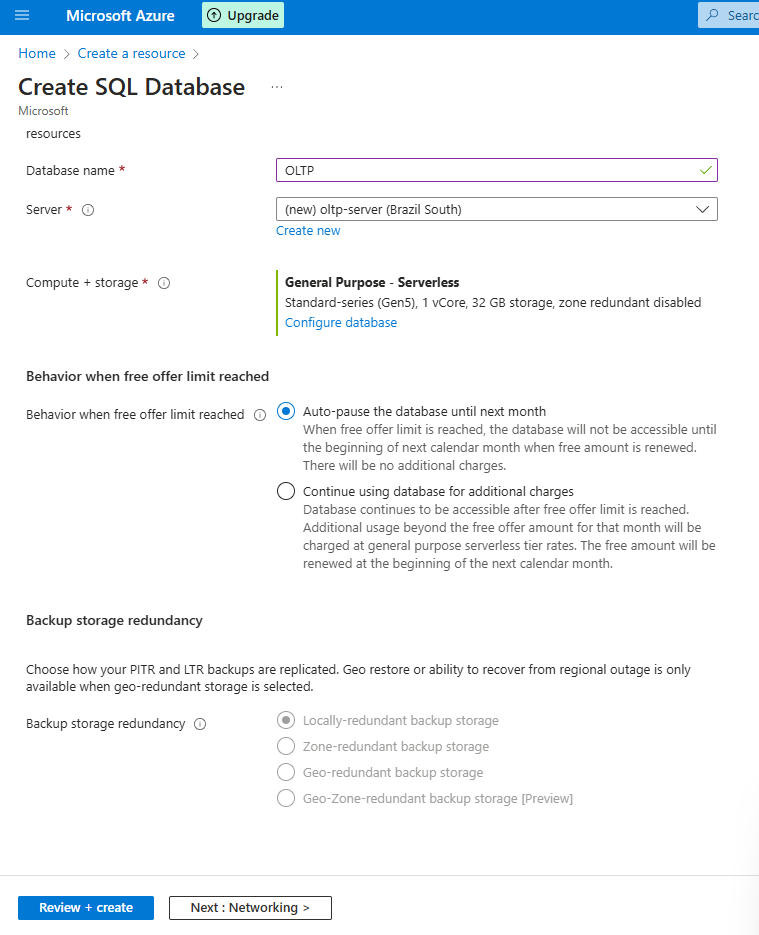 Microsoft Azure
Upgrade
Home > Create a resource >
Create SQL Database ...
Microsoft
resources
Database name *
OLTP
Server *
(new) oltp-server (Brazil South)
Create new
Compute + storage *
General Purpose - Serverless
Standard-series (Gen5), 1 vCore, 32 GB storage, zone redundant disabled
Configure database
Behavior when free offer limit reached
Behavior when free offer limit reached
Auto-pause the database until next month
When free offer limit is reached, the database will not be accessible until
the beginning of next calendar month when free amount is renewed.
There will be no additional charges.
Continue using database for additional charges
Database continues to be accessible after free offer limit is reached.
Additional usage beyond the free offer amount for that month will be
charged at general purpose serverless tier rates. The free amount will be
renewed at the beginning of the next calendar month.
Backup storage redundancy
Choose how your PITR and LTR backups are replicated. Geo restore or ability to recover from regional outage is only
available when geo-redundant storage is selected.
Backup storage redundancy
Locally-redundant backup storage
Zone-redundant backup storage
Geo-redundant backup storage
Geo-Zone-redundant backup storage [Preview]
Review + create
Next : Networking >